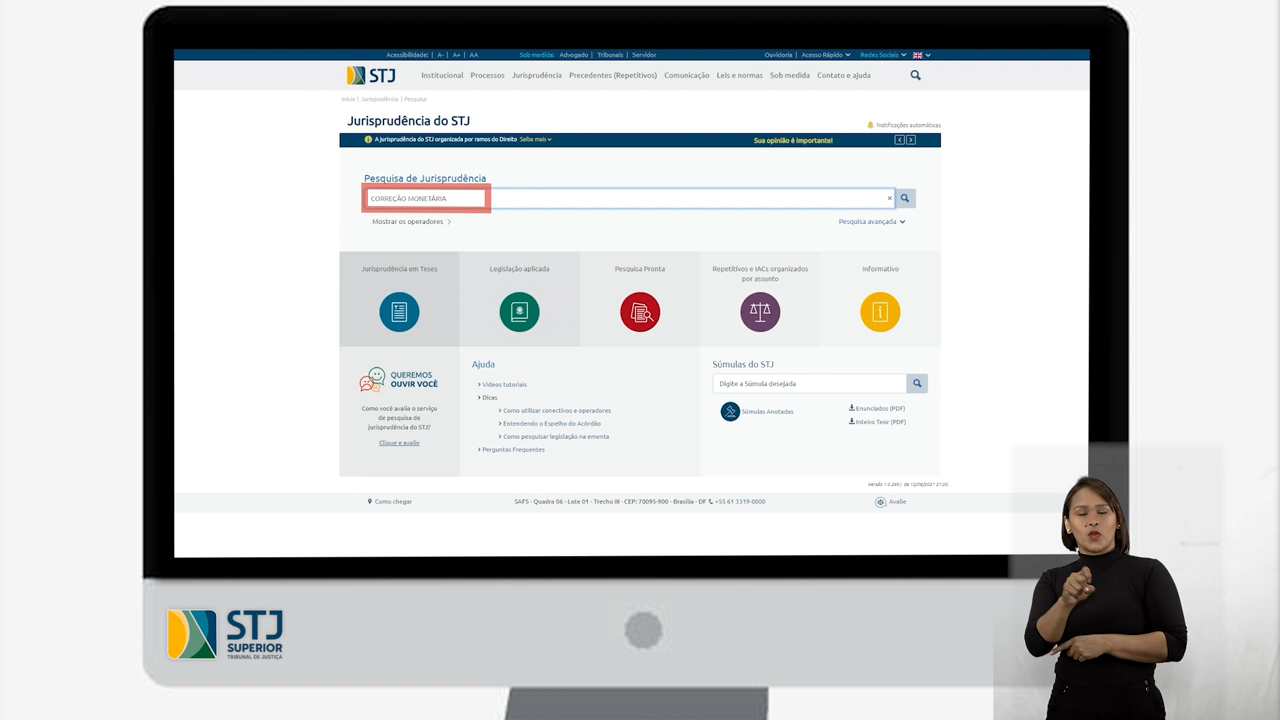 Acessibilidade: | A- | A+ | AA Sob medida: Advogado | Tribunais | Servidor Ouvidoria | Acesso Rápido Redes Sociais
STJ Institucional Processos Jurisprudência Precedentes (Repetitivos) Comunicação Leis e normas Sob medida Contato e ajuda
Início | Jurisprudência | Pesquisa
Jurisprudência do STJ
Notificações automáticas
A jurisprudência do STJ organizada por ramos do Direito Saiba mais
Sua opinião é importante!
Pesquisa de Jurisprudência
CORREÇÃO MONETÁRIA
×
Mostrar os operadores
Pesquisa avançada
Jurisprudência em Teses
Legislação aplicada
Pesquisa Pronta
Repetitivos e IACs organizados
por assunto
Informativo
QUEREMOS
OUVIR VOCÊ
Como você avalia o serviço
de pesquisa de
jurisprudência do STJ?
Clique e avalie
Ajuda
Vídeos tutoriais
Dicas
Como utilizar conectivos e operadores
Entendendo o Espelho do Acórdão
Como pesquisar legislação na ementa
Perguntas Frequentes
Súmulas do STJ
Digite a Súmula desejada
Súmulas Anotadas
Enunciados (PDF)
Inteiro Teor (PDF)
Como chegar
SAFS - Quadra 06 - Lote 01 - Trecho III - CEP: 70095-900 - Brasília - DF +55 61 3319-8000
Avalie
STJ
SUPERIOR
TRIBUNAL DE JUSTIÇA